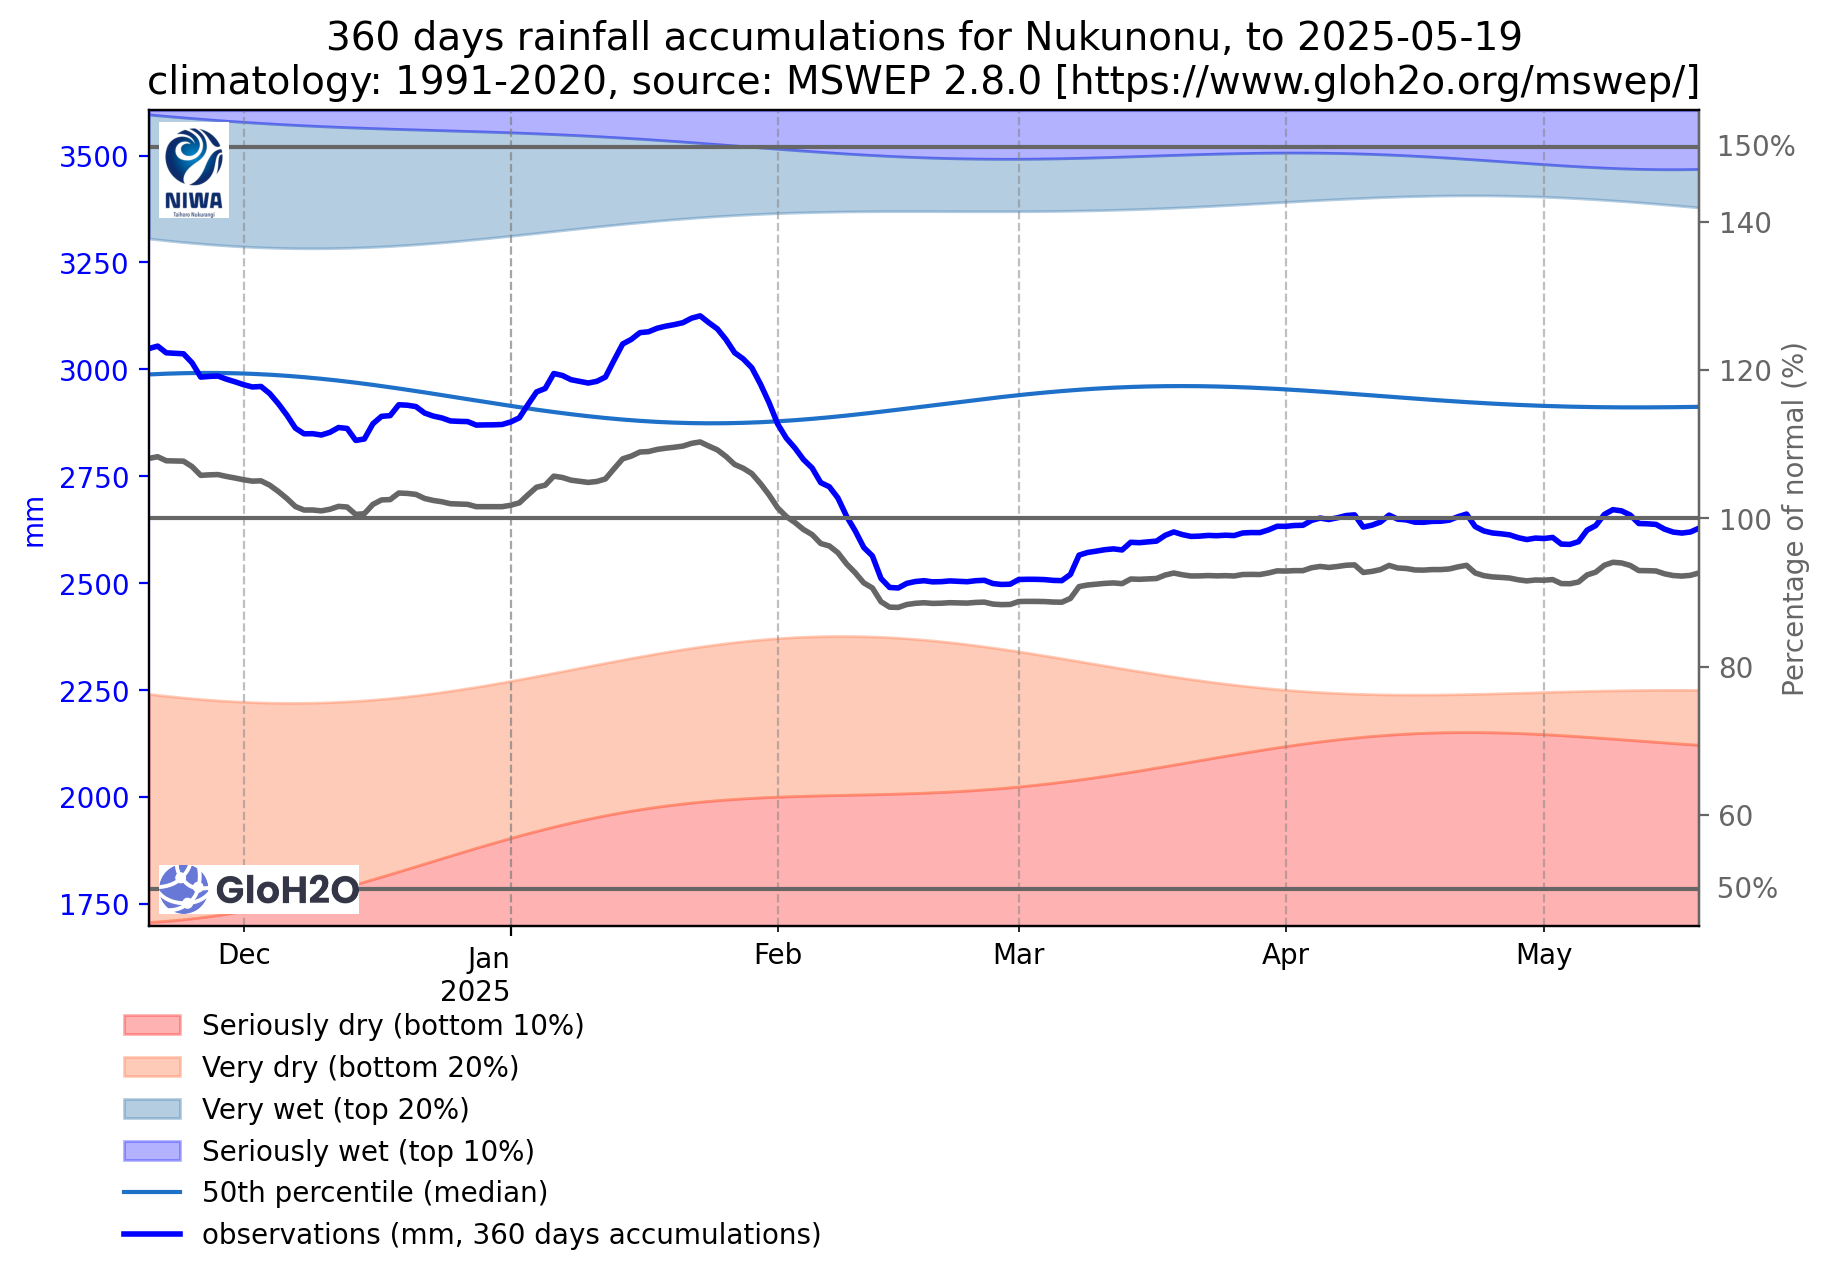 360 days rainfall accumulations for Nukunonu, to 2025-05-19
climatology: 1991-2020, source: MSWEP 2.8.0 [https://www.gloh2o.org/mswep/]
3500
3250
3000
2750
2500
2250
2000
1750
mm
150%
140
120
100
80
60
50%
Percentage of normal (%)
NIWA
Taihoro Nukurangi
GloH2O
Dec
Jan
2025
Feb
Mar
Apr
May
Seriously dry (bottom 10%)
Very dry (bottom 20%)
Very wet (top 20%)
Seriously wet (top 10%)
50th percentile (median)
observations (mm, 360 days accumulations)